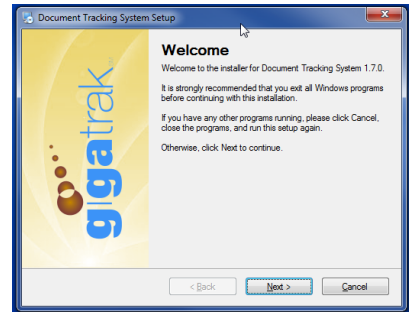 Document Tracking System Setup
gigatrak
Welcome
Welcome to the installer for Document Tracking System 1.7.0.
It is strongly recommended that you exit all Windows programs
before continuing with this installation.
If you have any other programs running, please click Cancel,
close the programs, and run this setup again.
Otherwise, click Next to continue.
< Back
Next >
Cancel